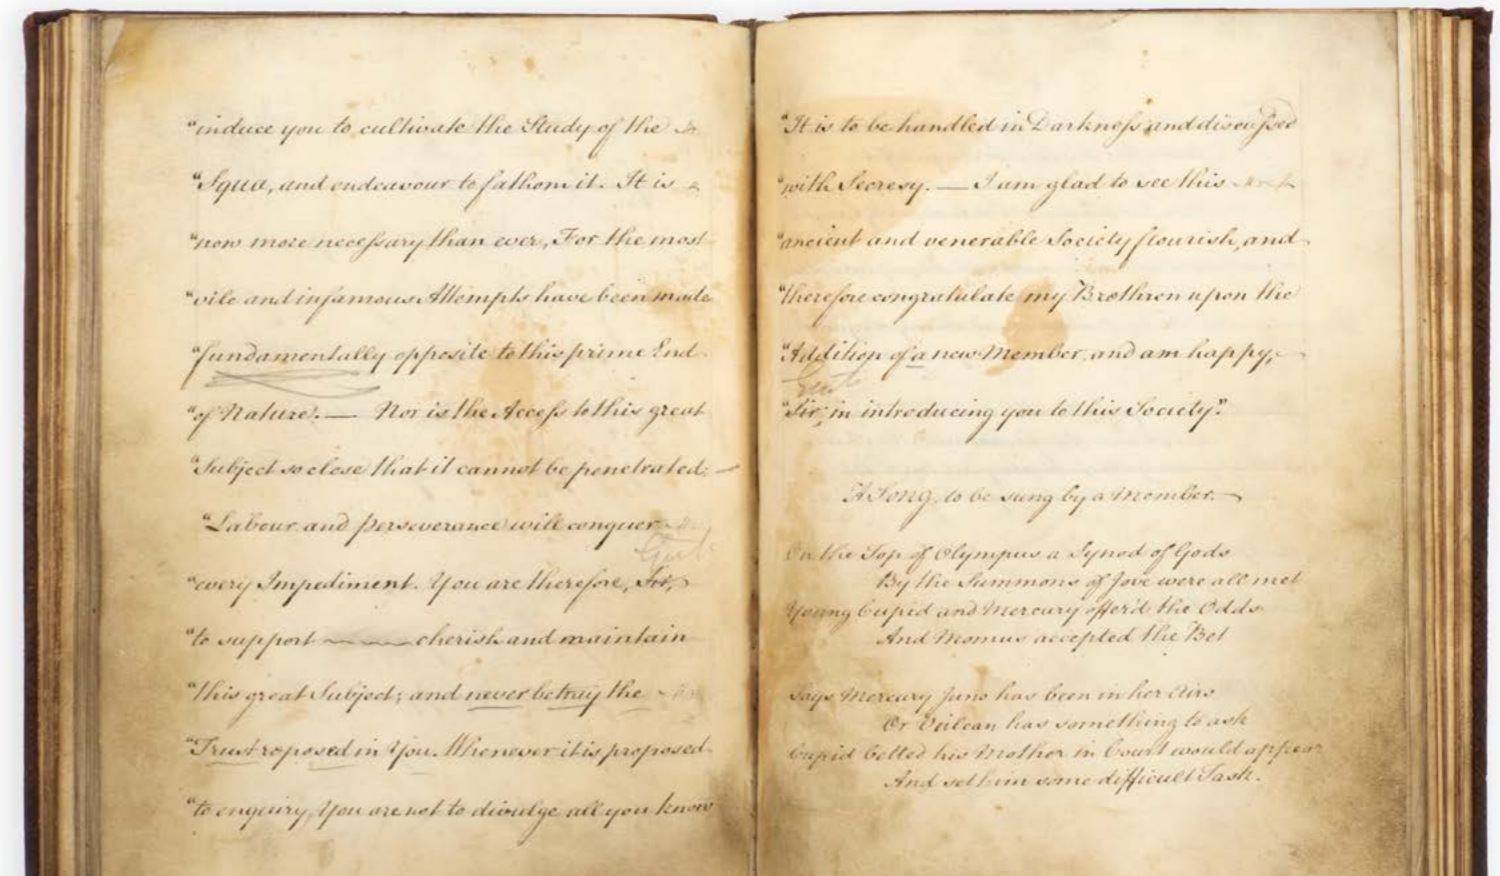 “induce you to cultivate the Study of the
“Squa, and endeavour to fathom it. It is
“now more necessary than ever, For the most
“vile and infamous Attempts have been made
“fundamentally opposite to this prime End
“of Nature. — Nor is the Access to this great
“Subject so close that it cannot be penetrated: —
“Labour and Perseverance will conquer
Gent
“every Impediment. You are therefore, Sir,
“to support ——— cherish and maintain
“this great Subject; and never betray the
“Trust reposed in You. Whenever it is proposed
“to enquiry, You are not to divulge all you know
“It is to be handled in Darkness and discussed
“with Secresy. — I am glad to see this
“ancient and venerable Society flourish, and
“therefore congratulate my Brethren upon the
“Addition of a new Member, and am happy,
Gent
“Sir, in introducing you to this Society.”
A Song, to be sung by a Member.
On the Top of Olympus a Synod of Gods
By the Summons of Jove were all met
Young Cupid and Mercury offer'd the Odds
And Momus accepted the Bet
Says Mercury Juno has been in her Airs
Or Vulcan has something to ask
Cupid betted his Mother in Court would appear
And set him some difficult Task.